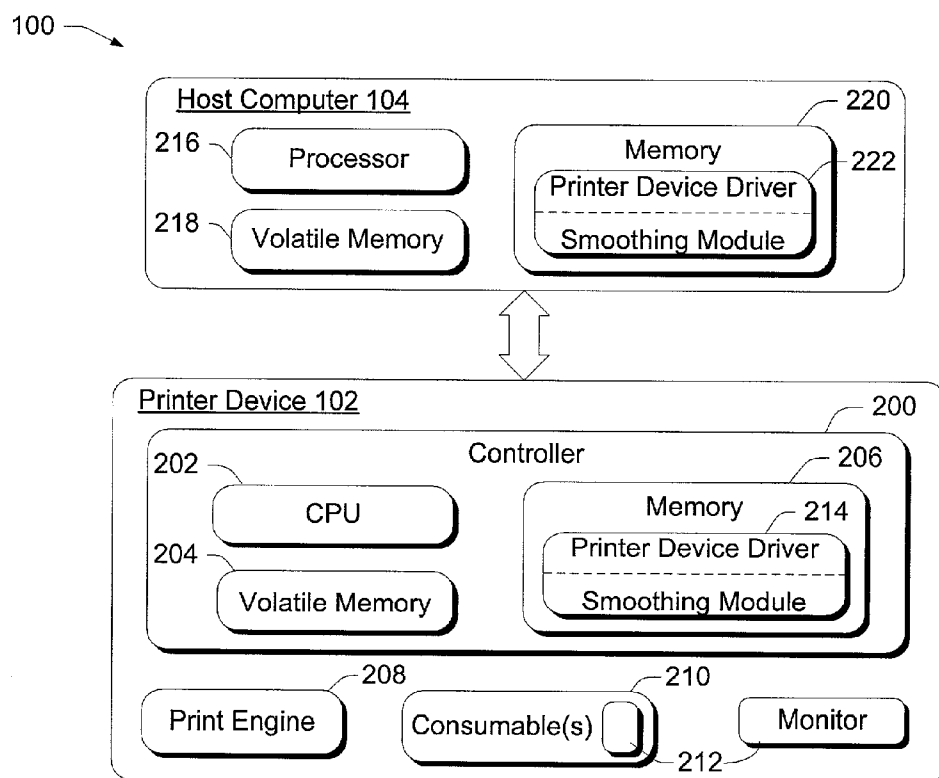 100
Host Computer 104
220
216
Processor
Memory
222
Printer Device Driver
218
Volatile Memory
Smoothing Module
Printer Device 102
200
Controller
202
206
CPU
Memory
214
204
Printer Device Driver
Volatile Memory
Smoothing Module
208
210
Print Engine
Consumable(s)
Monitor
212